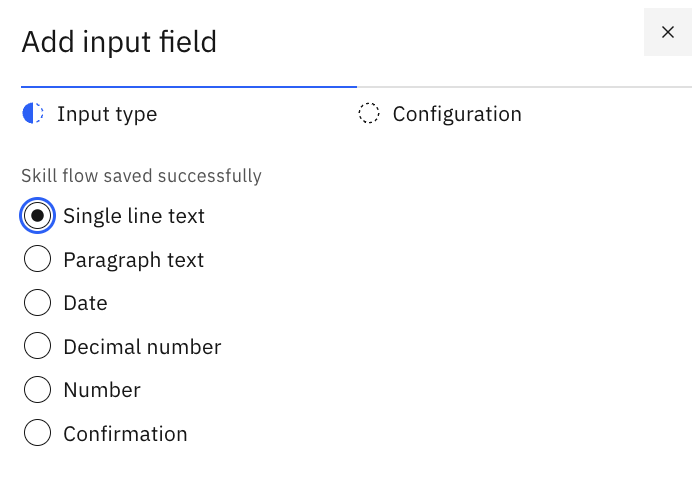 Add input field
Input type
Configuration
Skill flow saved successfully
Single line text
Paragraph text
Date
Decimal number
Number
Confirmation